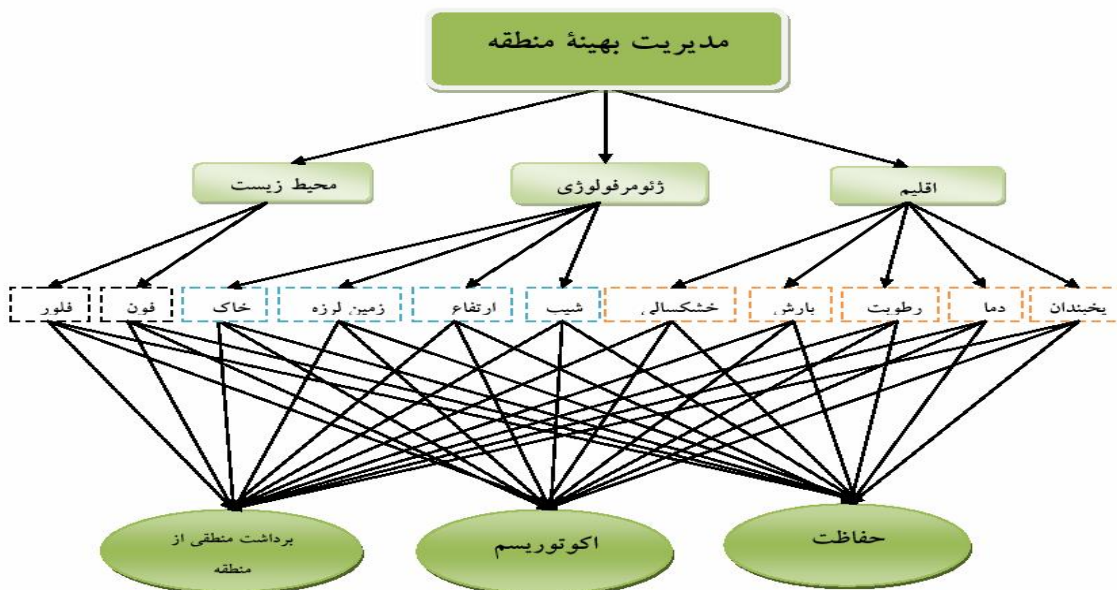 مدیریت بهینهٔ منطقه
اقلیم
ژئومرفولوژی
محیط زیست
یخبندان
دما
رطوبت
بارش
خشکسالی
شیب
ارتفاع
زمین لرزه
خاک
فون
فلور
حفاظت
اکوتوریسم
برداشت منطقی از
منطقه